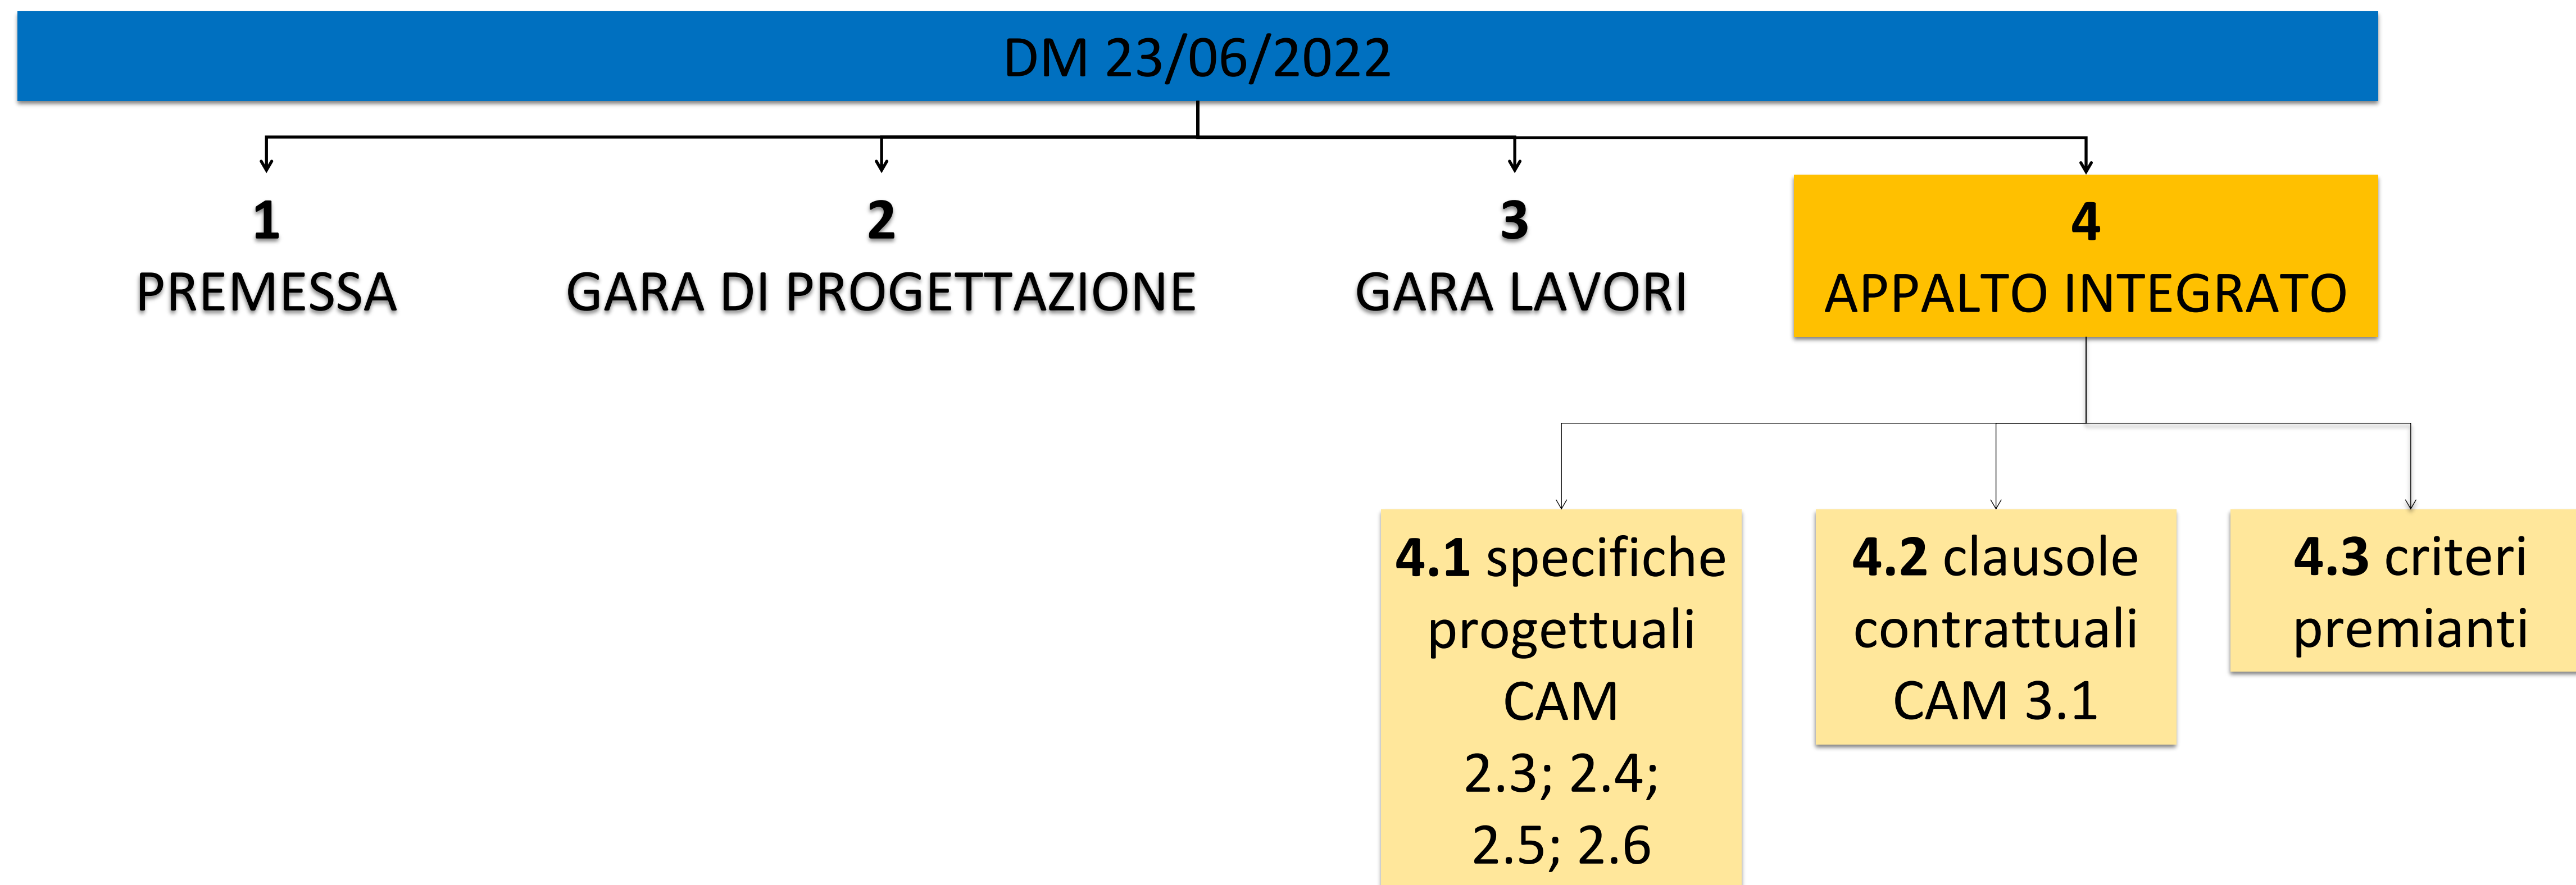 DM 23/06/2022
1
PREMESSA
2
GARA DI PROGETTAZIONE
3
GARA LAVORI
4
APPALTO INTEGRATO
4.1 specifiche
progettuali
CAM
2.3; 2.4;
2.5; 2.6
4.2 clausole
contrattuali
CAM 3.1
4.3 criteri
premianti